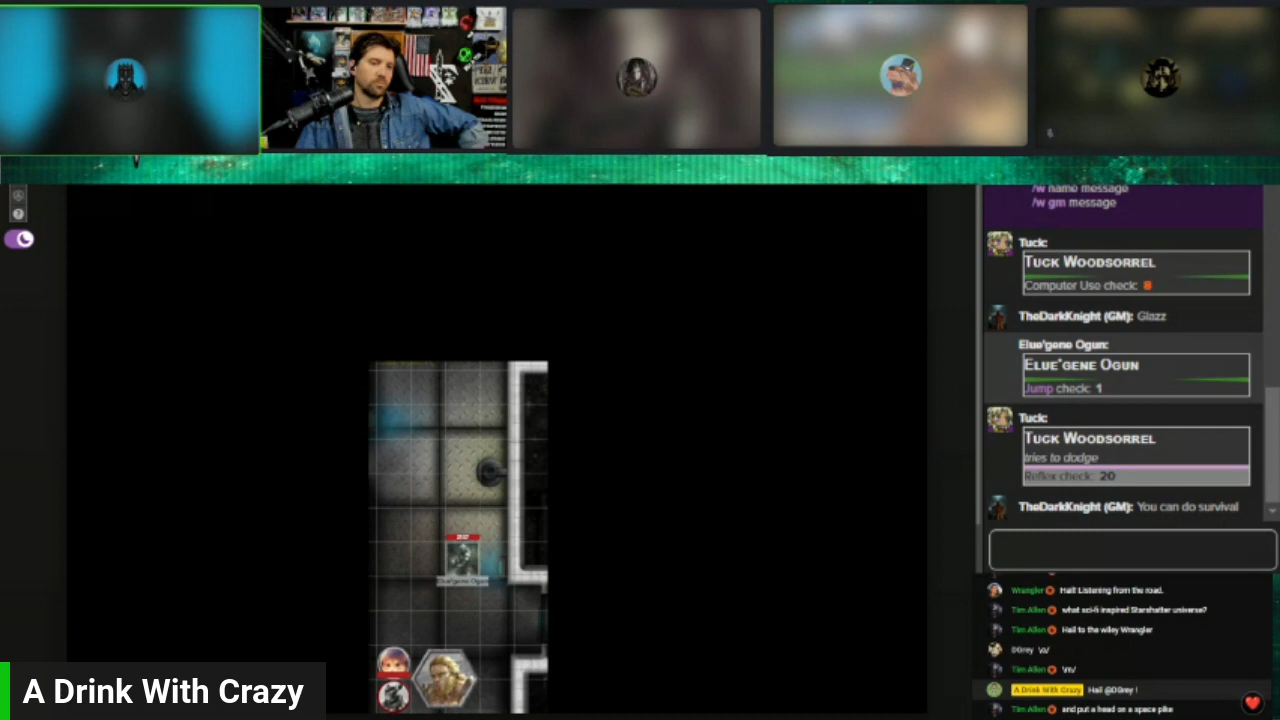 /w name message
/w gm message
Tuck:
Tuck Woodsorrel
Computer Use check: 8
TheDarkKnight (GM): Glazz
Elue'gene Ogun:
Elue'gene Ogun
Jump check: 1
Tuck:
Tuck Woodsorrel
tries to dodge
Reflex check: 20
TheDarkKnight (GM): You can do survival
Elue'gene Ogun
Wrangler Hail! Listening from the road.
Tim Allen what sci-fi inspired Starshatter universe?
Tim Allen Hail to the wiley Wrangler
DGrey \o/
Tim Allen \m/
A Drink With Crazy Hail @DGrey !
Tim Allen and put a head on a space pike
A Drink With Crazy